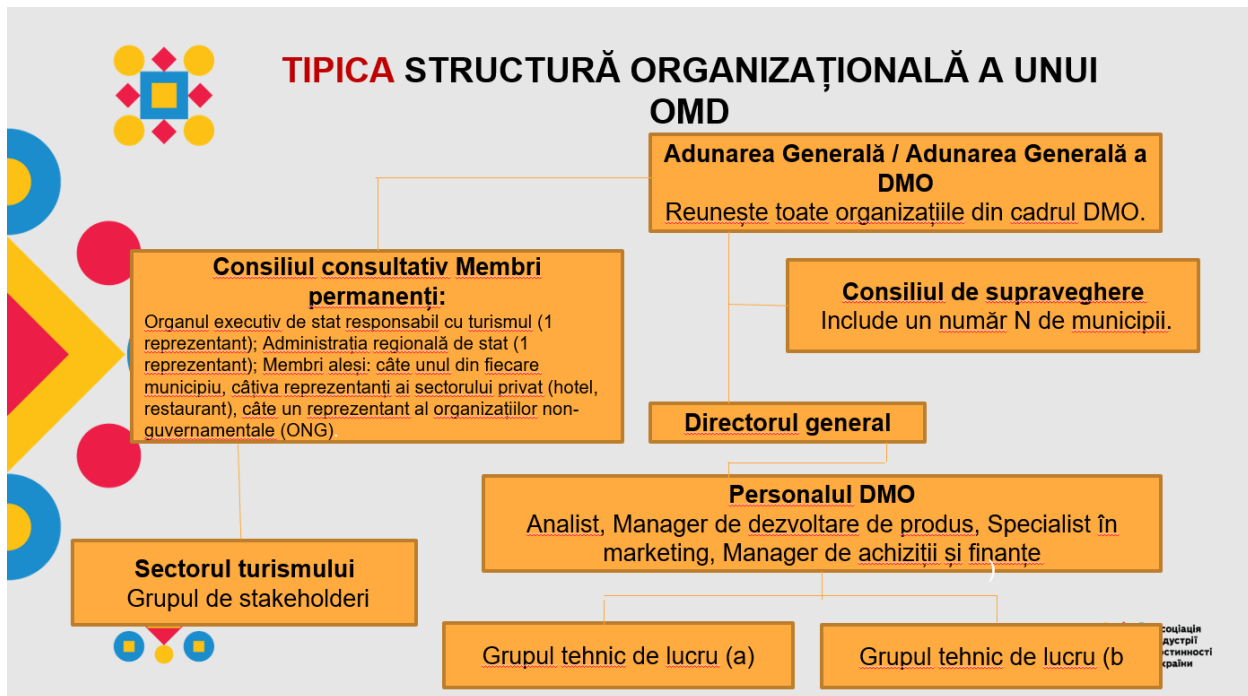 TIPICA STRUCTURĂ ORGANIZAȚIONALĂ A UNUI
OMD
Adunarea Generală / Adunarea Generală a
DMO
Reunește toate organizațiile din cadrul DMO.
Consiliul consultativ Membri
permanenți:
Organul executiv de stat responsabil cu turismul (1
reprezentant); Administrația regională de stat (1
reprezentant); Membri aleși: câte unul din fiecare
municipiu, câțiva reprezentanți ai sectorului privat (hotel,
restaurant), câte un reprezentant al organizațiilor non-
guvernamentale (ONG).
Consiliul de supraveghere
Include un număr N de municipii.
Directorul general
Personalul DMO
Analist, Manager de dezvoltare de produs, Specialist în
marketing, Manager de achiziții și finanțe
)
Sectorul turismului
Grupul de stakeholderi
Grupul tehnic de lucru (a)
Grupul tehnic de lucru (b